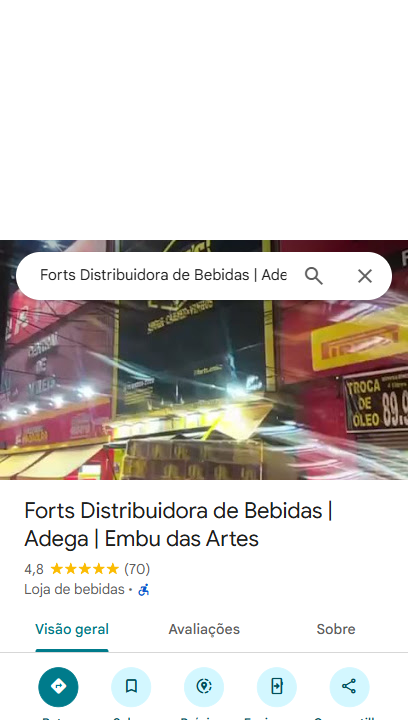 Forts Distribuidora de Bebidas | Ade
TROCA
DE
ÓLEO 89,9
Forts Distribuidora de Bebidas |
Adega | Embu das Artes
4,8 (70)
Loja de bebidas ·
Visão geral
Avaliações
Sobre